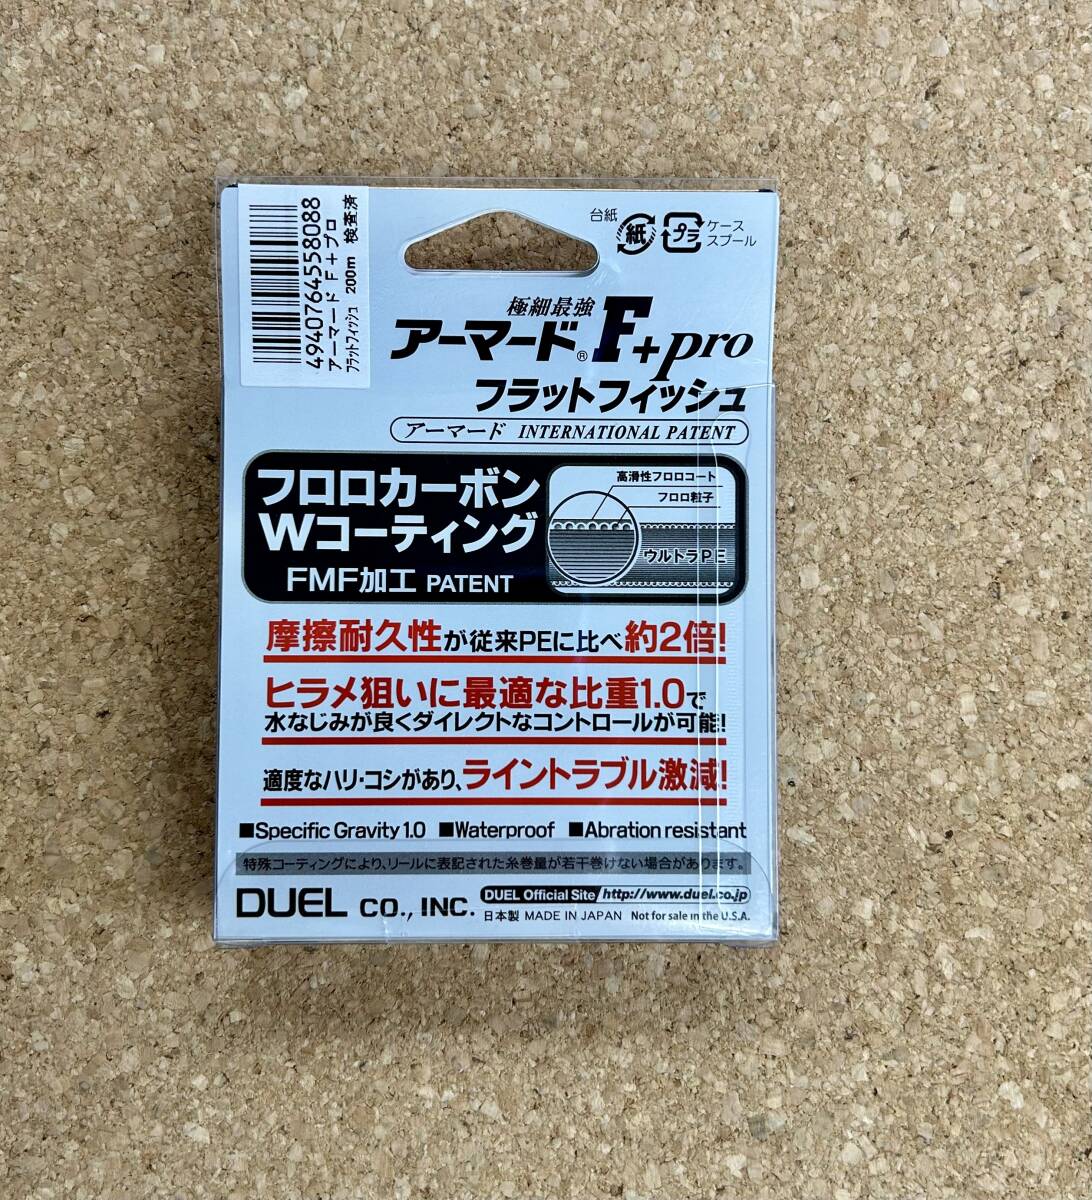 4940764558088
アーマード F+プロ
フラットフィッシュ 200m 検査済
台紙
紙
プラ
ケース
スプール
極細最強
アーマード® F+pro
フラットフィッシュ
アーマード INTERNATIONAL PATENT
フロロカーボン
Wコーティング
FMF加工 PATENT
高滑性フロロコート
フロロ粒子
ウルトラPE
摩擦耐久性が従来PEに比べ約2倍!
ヒラメ狙いに最適な比重1.0で
水なじみが良くダイレクトなコントロールが可能!
適度なハリ・コシがあり、ライントラブル激減!
■Specific Gravity 1.0 ■Waterproof ■Abration resistant
特殊コーティングにより、リールに表記された糸巻量が若干巻けない場合があります。
DUEL CO., INC.
DUEL Official Site http://www.duel.co.jp
日本製 MADE IN JAPAN Not for sale in the U.S.A.